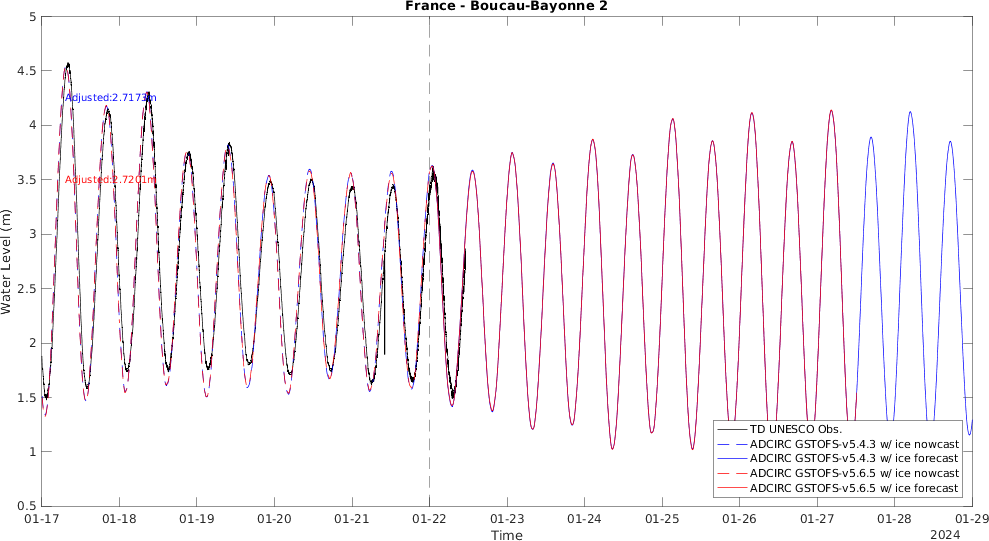 France - Boucau-Bayonne 2
5
4.5
4
3.5
3
2.5
2
1.5
1
0.5
Water Level (m)
Adjusted:2.7173m
Adjusted:2.7201m
TD UNESCO Obs.
ADCIRC GSTOFS-v5.4.3 w/ ice nowcast
ADCIRC GSTOFS-v5.4.3 w/ ice forecast
ADCIRC GSTOFS-v5.6.5 w/ ice nowcast
ADCIRC GSTOFS-v5.6.5 w/ ice forecast
01-17 01-18 01-19 01-20 01-21 01-22 01-23 01-24 01-25 01-26 01-27 01-28 01-29
Time
2024